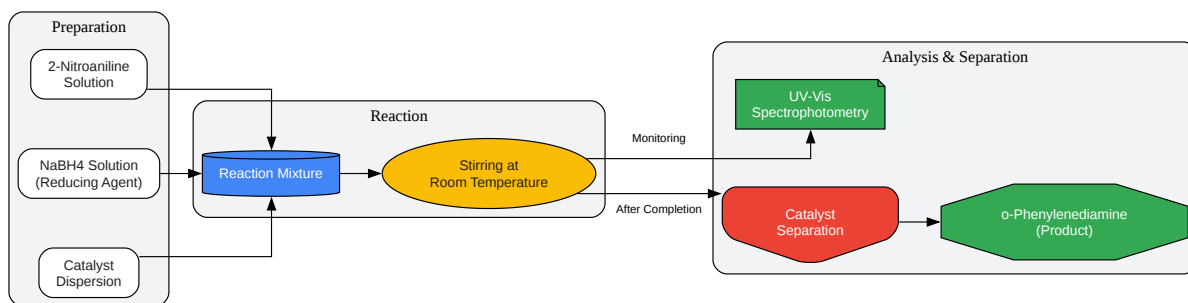 Preparation
2-Nitroaniline
Solution
NaBH4 Solution
(Reducing Agent)
Catalyst
Dispersion
Reaction
Reaction Mixture
Stirring at
Room Temperature
Monitoring
After Completion
Analysis & Separation
UV-Vis
Spectrophotometry
Catalyst
Separation
o-Phenylenediamine
(Product)